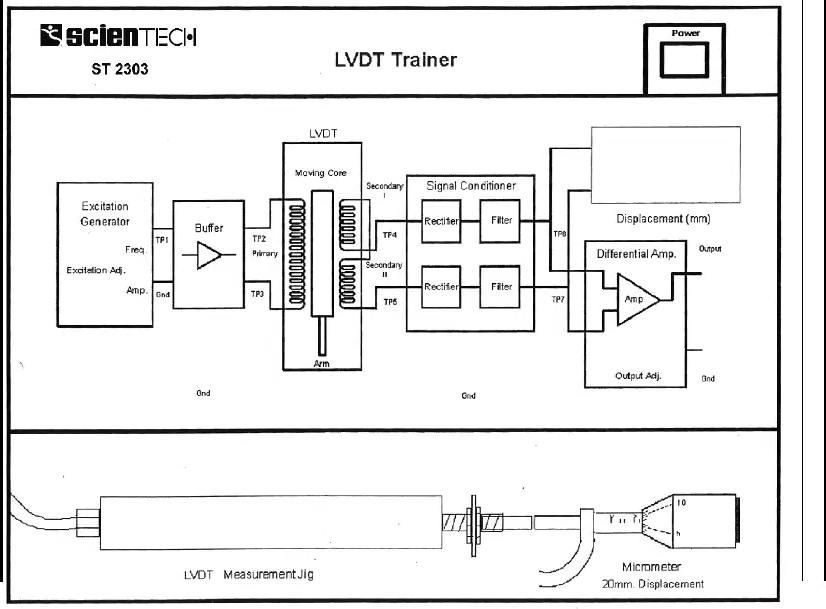 scienTECH
ST 2303
LVDT Trainer
Power
LVDT
Moving Core
Secondary
I
Signal Conditioner
Excitation
Generator
Buffer
Rectifier
Filter
Displacement (mm)
TP1
TP2
TP4
TP6
Freq.
Primary
Secondary
II
Differential Amp.
Output
Excitation Adj.
Amp.
Gnd
TP3
TP5
Rectifier
Filter
TP7
Amp
Arm
Output Adj.
Gnd
Gnd
Gnd
10
5
LVDT Measurement Jig
Micrometer
20mm. Displacement